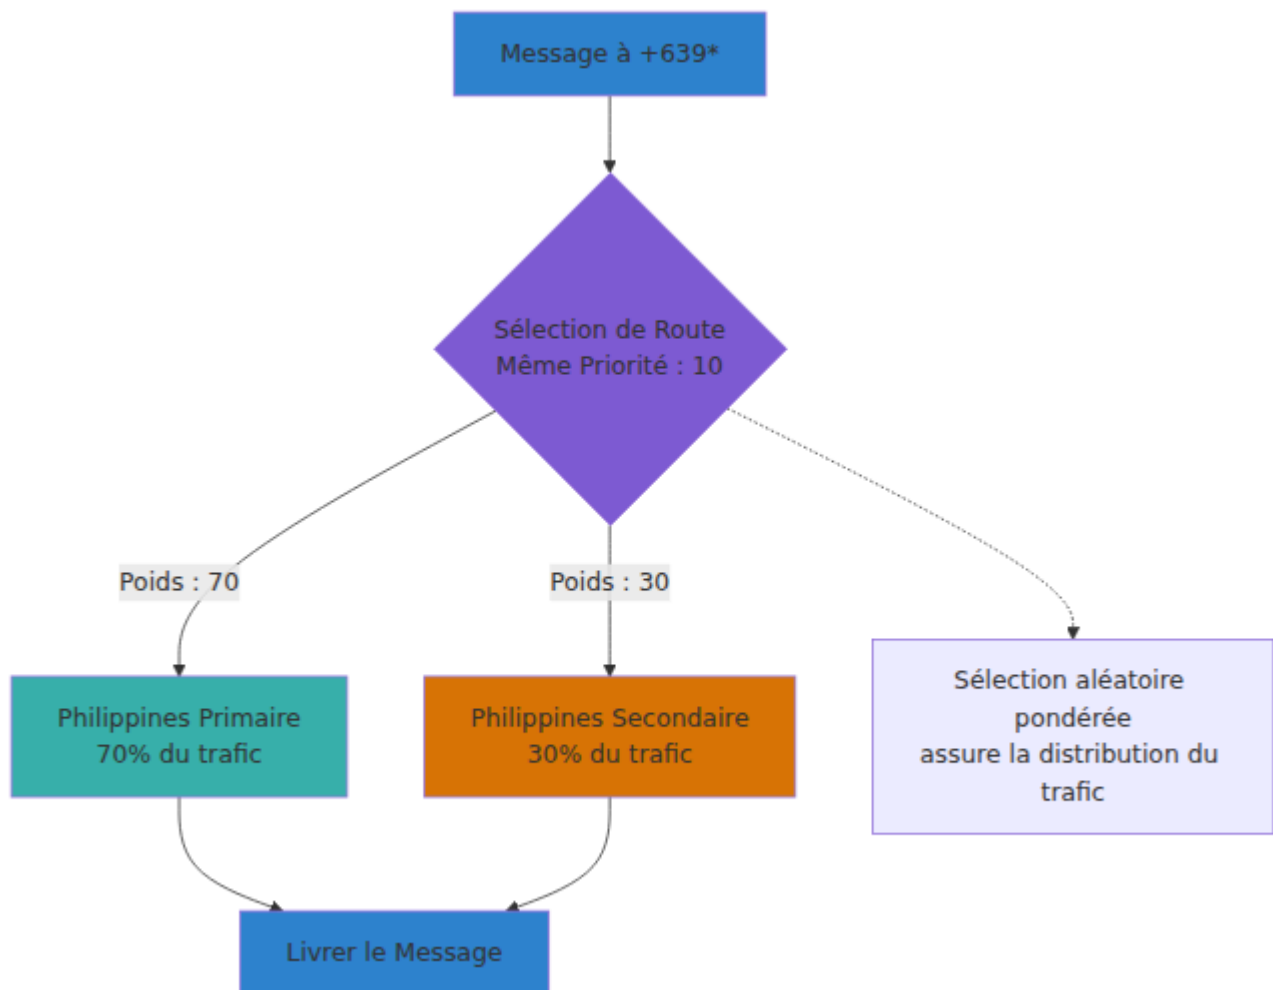 Message à +639*
Sélection de Route
Même Priorité : 10
Poids : 70
Poids : 30
Philippines Primaire
70% du trafic
Philippines Secondaire
30% du trafic
Sélection aléatoire
pondérée
assure la distribution du
trafic
Livrer le Message